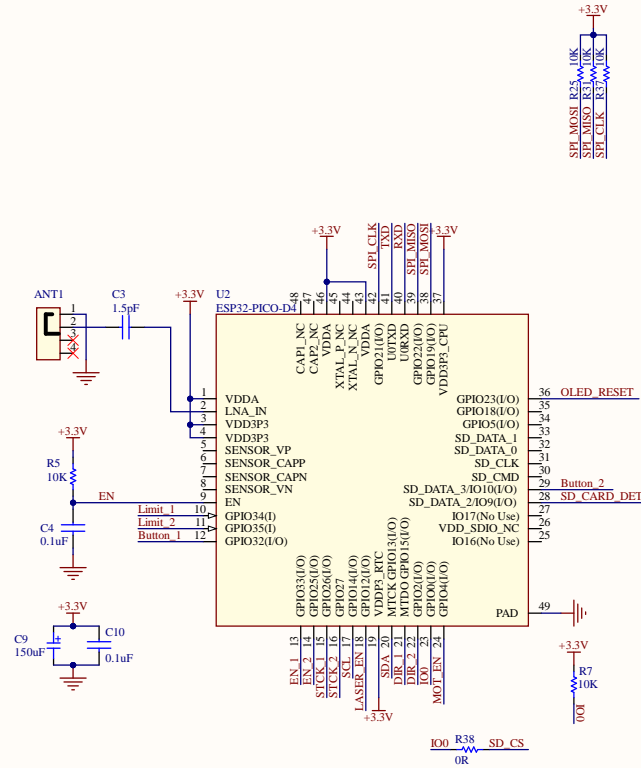 +3.3V
R25 10K
R31 10K
R37 10K
SPI_MOSI
SPI_MISO
SPI_CLK
+3.3V
SPI_CLK
TXD
RXD
SPI_MISO
SPI_MOSI
+3.3V
ANT1
1
2
3
4
C3
1.5pF
+3.3V
U2
ESP32-PICO-D4
48 CAP1_NC
47 CAP2_NC
46 VDDA
45 XTAL_P_NC
44 XTAL_N_NC
43 VDDA
42 GPIO21(I/O)
41 U0TXD
40 U0RXD
39 GPIO22(I/O)
38 GPIO19(I/O)
37 VDD3P3_CPU
1 VDDA
2 LNA_IN
3 VDD3P3
4 VDD3P3
5 SENSOR_VP
6 SENSOR_CAPP
7 SENSOR_CAPN
8 SENSOR_VN
EN 9 EN
Limit_1 10 GPIO34(I)
Limit_2 11 GPIO35(I)
Button_1 12 GPIO32(I/O)
GPIO23(I/O) 36 OLED_RESET
GPIO18(I/O) 35
GPIO5(I/O) 34
SD_DATA_1 33
SD_DATA_0 32
SD_CLK 31
SD_CMD 30
SD_DATA_3/IO10(I/O) 29 Button_2
SD_DATA_2/IO9(I/O) 28 SD_CARD_DET
IO17(No Use) 27
VDD_SDIO_NC 26
IO16(No Use) 25
PAD 49
+3.3V
R5
10K
C4
0.1uF
GPIO33(I/O) 13 EN_1
GPIO25(I/O) 14 EN_2
GPIO26(I/O) 15 STCK_1
GPIO27 16 STCK_2
GPIO14(I/O) 17 SCL
GPIO12(I/O) 18 LASER_EN
VDDP3_RTC 19
MTCK GPIO13(I/O) 20 SDA
MTDO GPIO15(I/O) 21 DIR_1
GPIO2(I/O) 22 DIR_2
GPIO0(I/O) 23 IO0
GPIO4(I/O) 24 MOT_EN
+3.3V
+3.3V
C9
150uF
+
C10
0.1uF
+3.3V
R7
10K
IO0
IO0 R38 SD_CS
0R